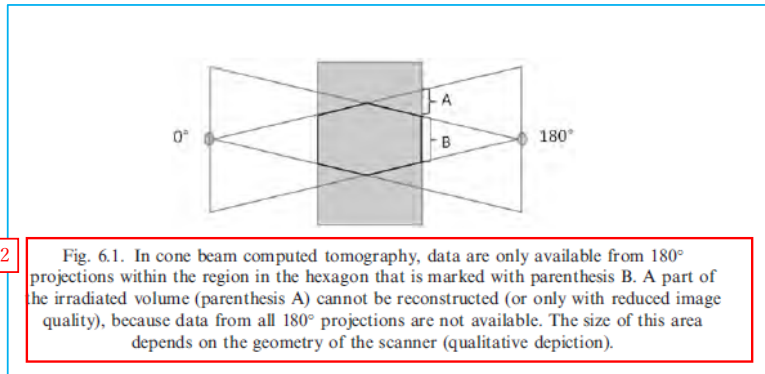 A
0°
180°
B
2
Fig. 6.1. In cone beam computed tomography, data are only available from 180°
projections within the region in the hexagon that is marked with parenthesis B. A part of
the irradiated volume (parenthesis A) cannot be reconstructed (or only with reduced image
quality), because data from all 180° projections are not available. The size of this area
depends on the geometry of the scanner (qualitative depiction).